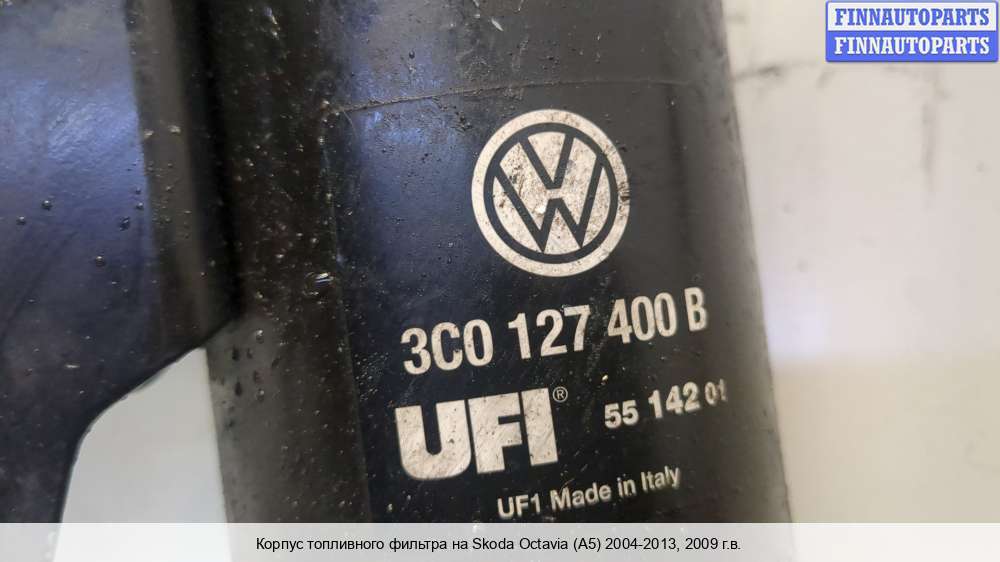 FINNAUTOPARTS
FINNAUTOPARTS
3C0 127 400 B
UFI® 55 142 01
UF1 Made in Italy
Корпус топливного фильтра на Skoda Octavia (A5) 2004-2013, 2009 г.в.